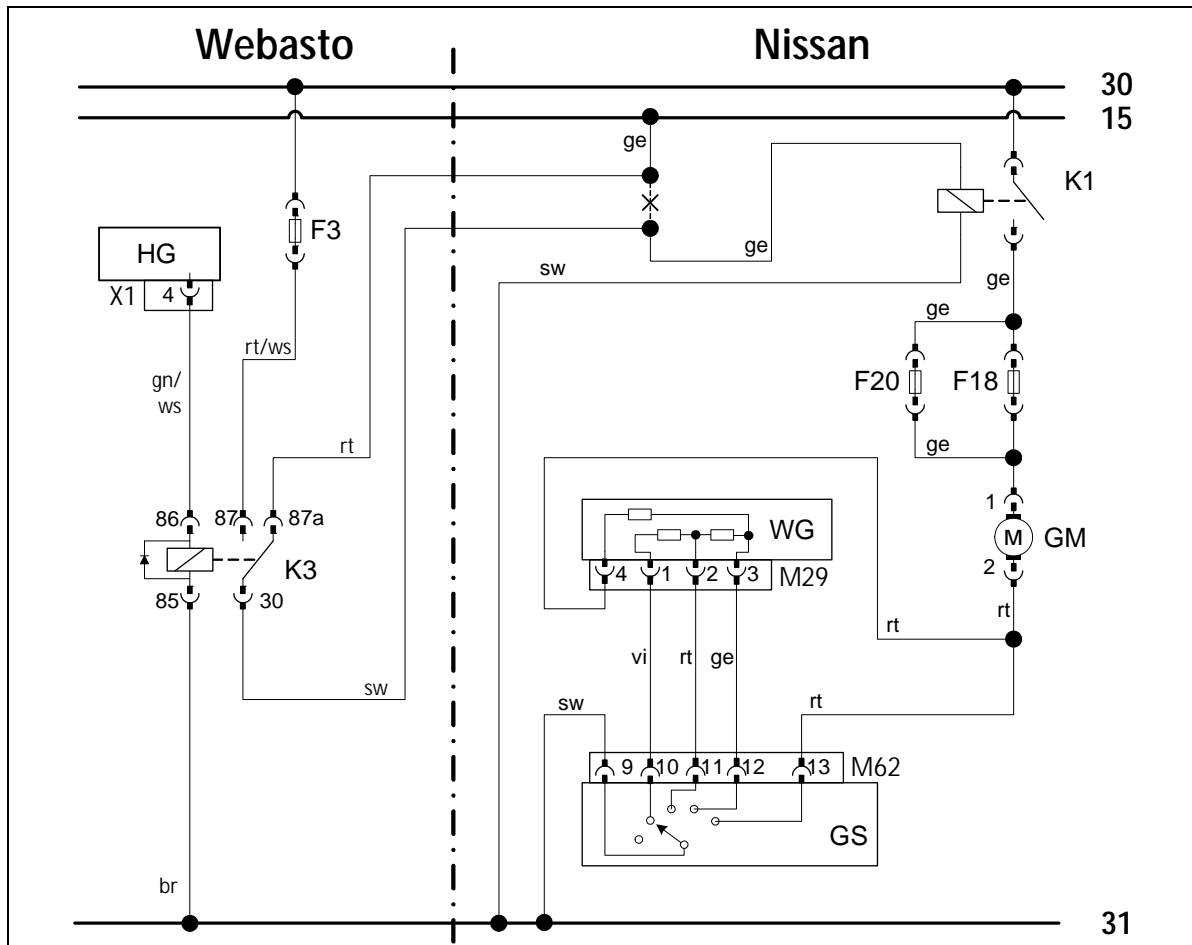 Webasto
Nissan
30
15
ge
K1
F3
HG
X1
4
ge
sw
ge
ge
rt/ws
F20
F18
gn/
ws
rt
ge
1
WG
M
GM
86
87
87a
K3
4
1
2
3
M29
2
85
30
rt
rt
vi
rt
ge
sw
sw
rt
9
10
11
12
13
M62
GS
br
31